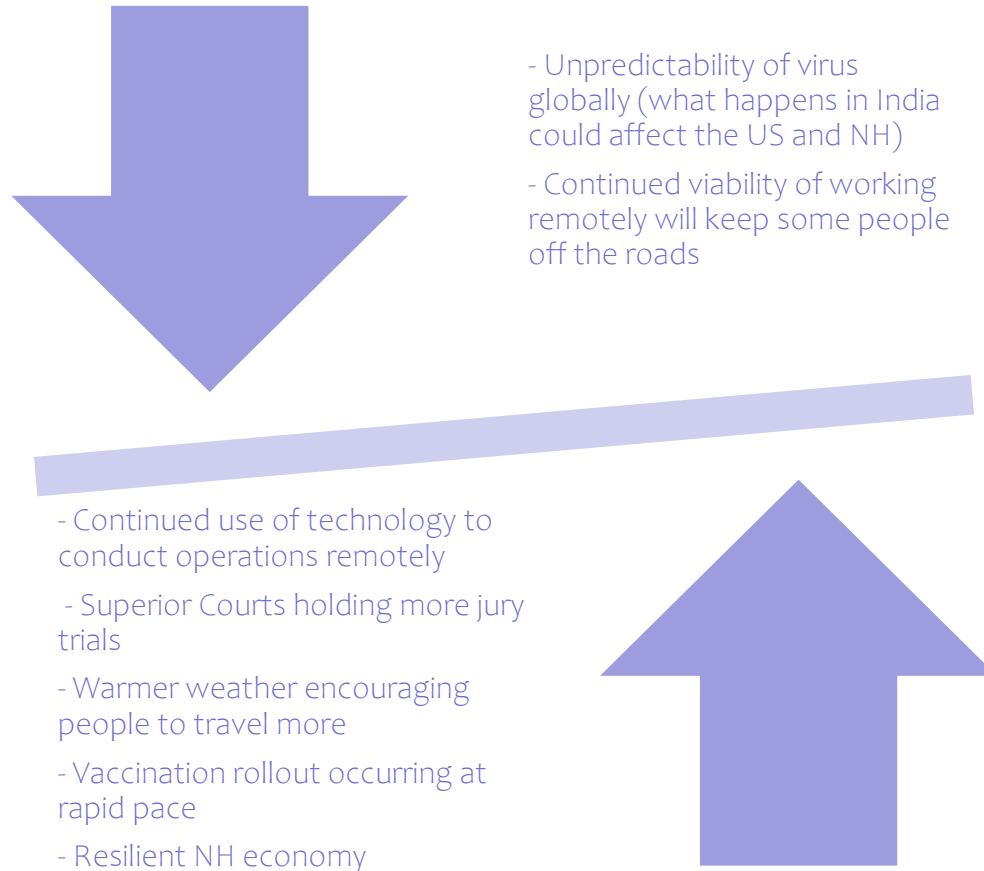 - Unpredictability of virus
globally (what happens in India
could affect the US and NH)
- Continued viability of working
remotely will keep some people
off the roads
- Continued use of technology to
conduct operations remotely
- Superior Courts holding more jury
trials
- Warmer weather encouraging
people to travel more
- Vaccination rollout occurring at
rapid pace
- Resilient NH economy